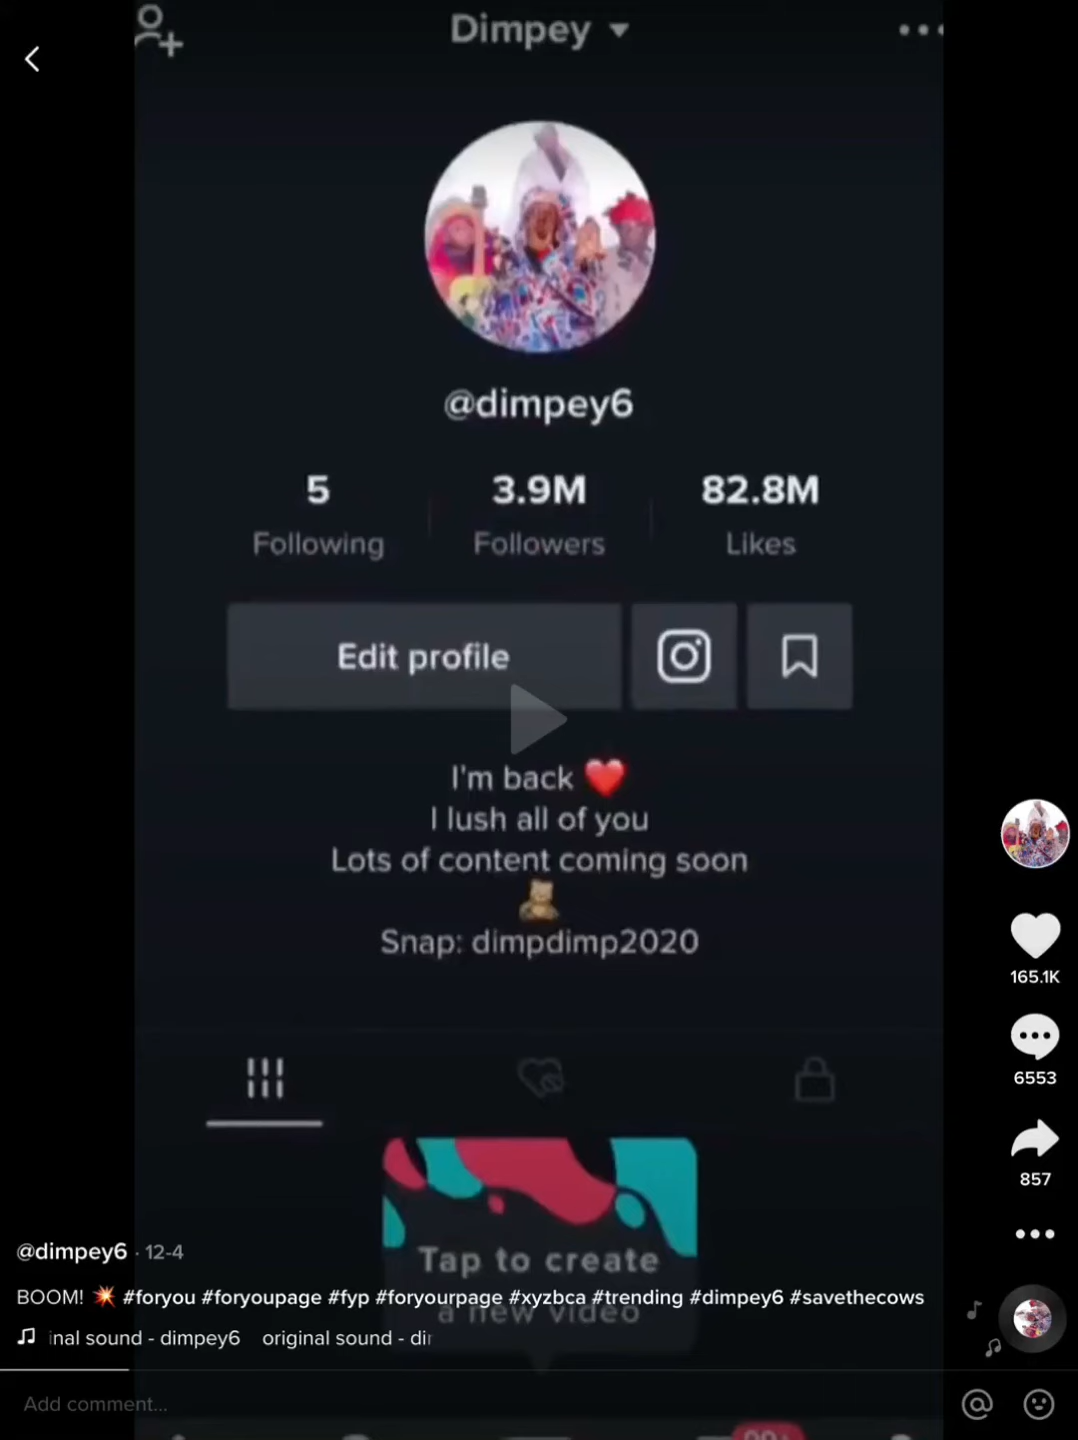 Dimpey
@dimpey6
5 3.9M 82.8M
Following Followers Likes
Edit profile
I'm back ❤️
I lush all of you
Lots of content coming soon
🧸
Snap: dimpdimp2020
165.1K
6553
857
Tap to create
a new video
@dimpey6 · 12-4
BOOM! 💥 #foryou #foryoupage #fyp #foryourpage #xyzbca #trending #dimpey6 #savethecows
inal sound - dimpey6 original sound - di
Add comment...